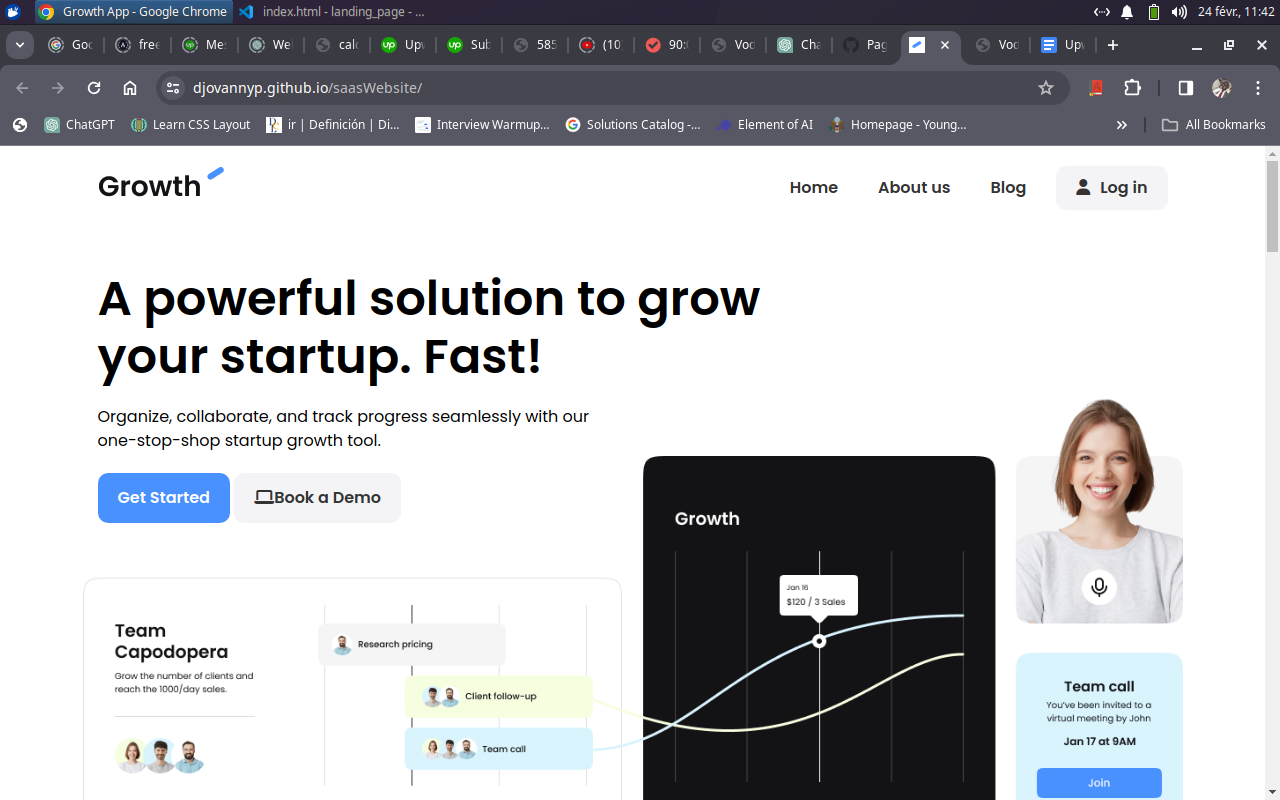 Growth App - Google Chrome
index.html - landing_page - ...
24 févr., 11:42
Goo
free
Me
We
calc
Upv
Sub
585
(10
90:0
Voc
Cha
Pag
Voc
Upv
djovannyp.github.io/saasWebsite/
ChatGPT
Learn CSS Layout
ir | Definición | Di...
Interview Warmup...
Solutions Catalog -...
Element of AI
Homepage - Young...
All Bookmarks
Growth
Home
About us
Blog
Log in
A powerful solution to grow
your startup. Fast!
Organize, collaborate, and track progress seamlessly with our
one-stop-shop startup growth tool.
Get Started
Book a Demo
Growth
Jan 16
$120 / 3 Sales
Team
Capodopera
Grow the number of clients and
reach the 1000/day sales.
Research pricing
Client follow-up
Team call
Team call
You've been invited to a
virtual meeting by John
Jan 17 at 9AM
Join